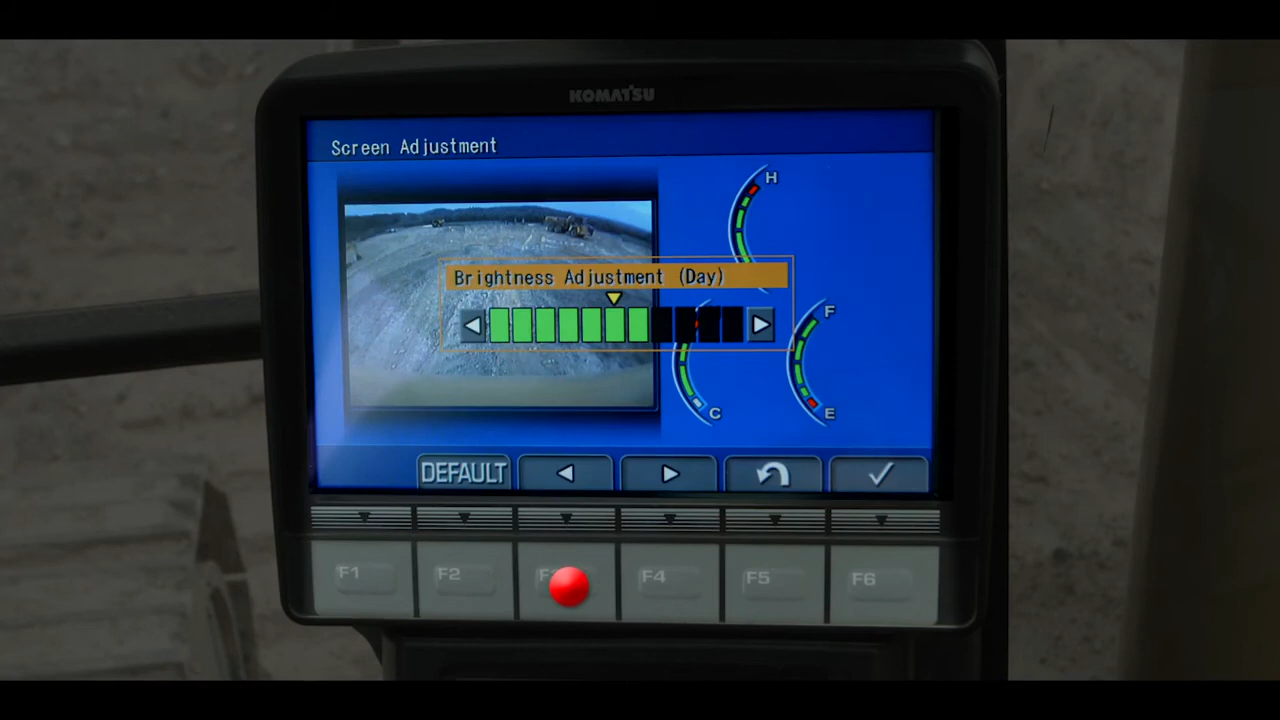 KOMATSU
Screen Adjustment
H
Brightness Adjustment (Day)
F
C
E
DEFAULT
F1 F2 F4 F5 F6